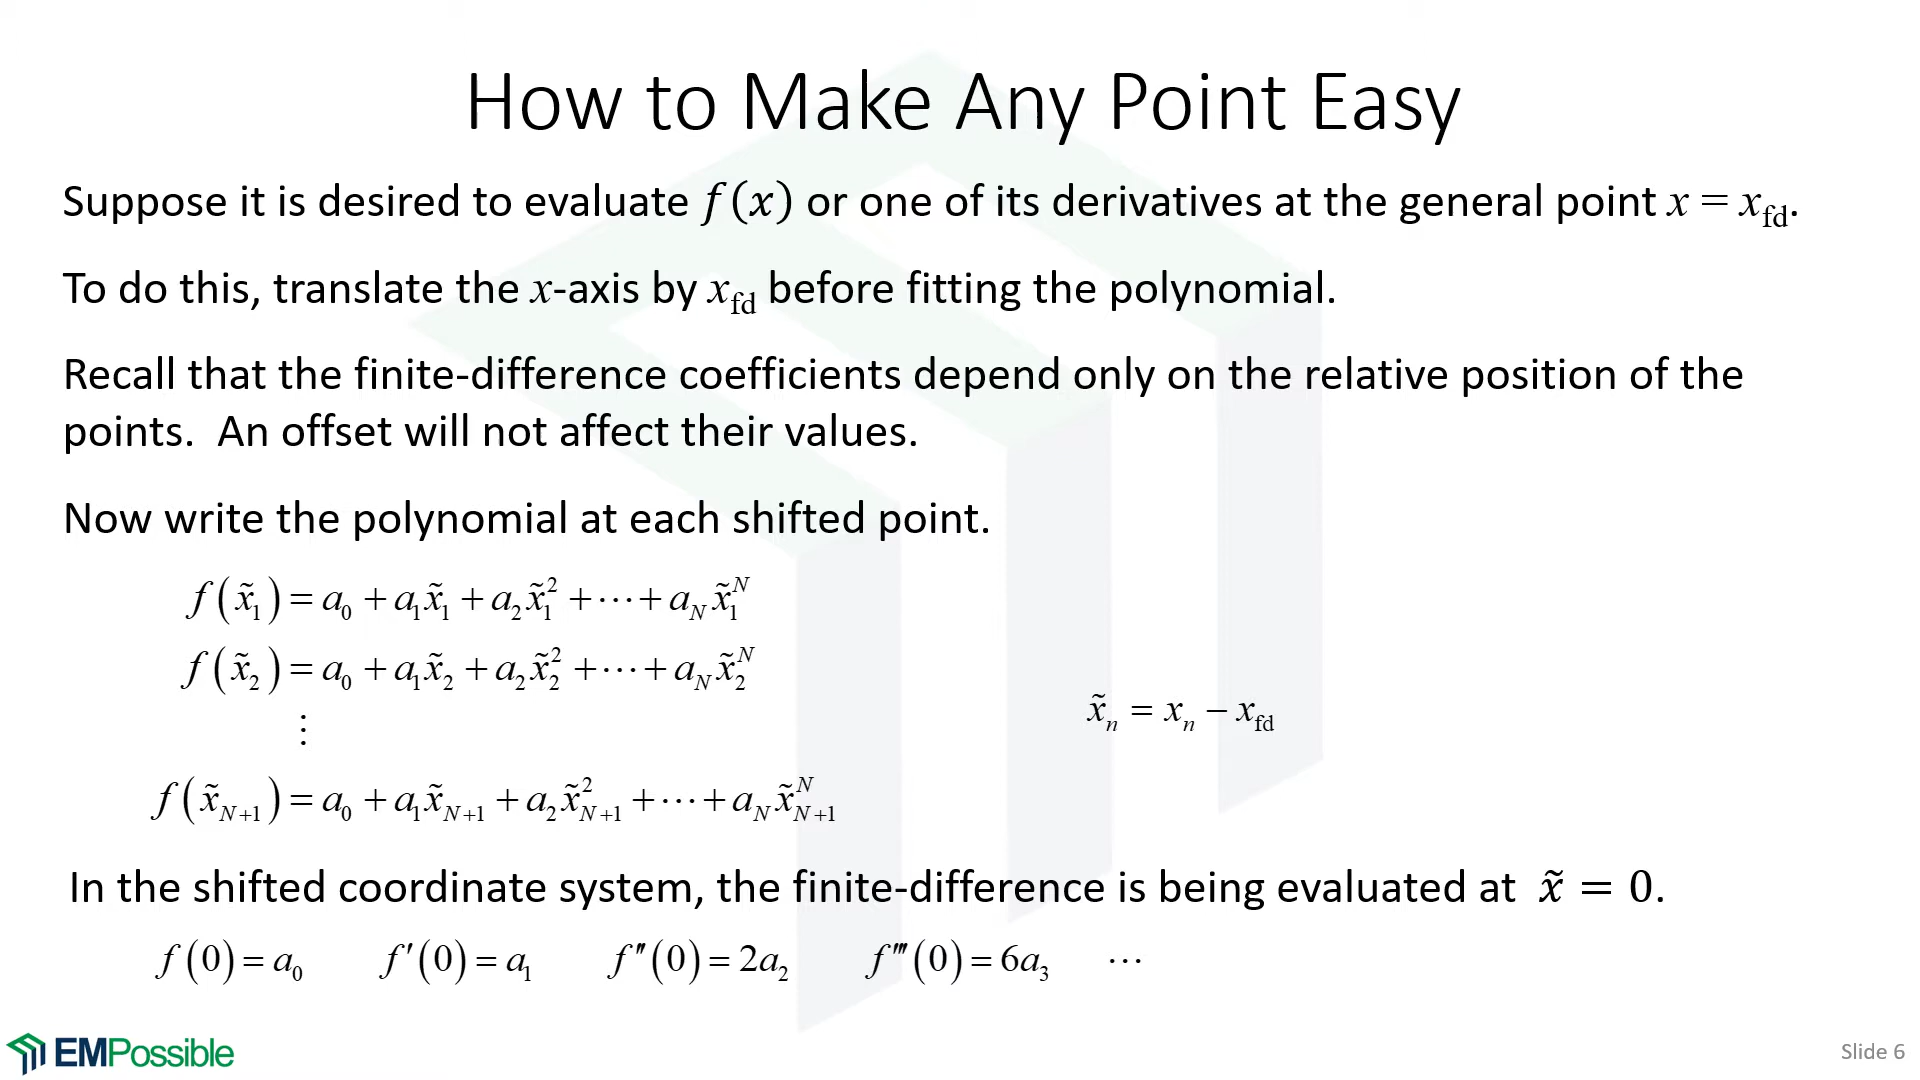 How to Make Any Point Easy
Suppose it is desired to evaluate f(x) or one of its derivatives at the general point x = x_fd.
To do this, translate the x-axis by x_fd before fitting the polynomial.
Recall that the finite-difference coefficients depend only on the relative position of the
points.  An offset will not affect their values.
Now write the polynomial at each shifted point.
f(x̃₁) = a₀ + a₁x̃₁ + a₂x̃₁² + ⋯ + a_N x̃₁^N
f(x̃₂) = a₀ + a₁x̃₂ + a₂x̃₂² + ⋯ + a_N x̃₂^N
x̃_n = x_n − x_fd
⋮
f(x̃_{N+1}) = a₀ + a₁x̃_{N+1} + a₂x̃_{N+1}² + ⋯ + a_N x̃_{N+1}^N
In the shifted coordinate system, the finite-difference is being evaluated at x̃ = 0.
f(0) = a₀ f′(0) = a₁ f″(0) = 2a₂ f‴(0) = 6a₃ ⋯
EMPossible
Slide 6